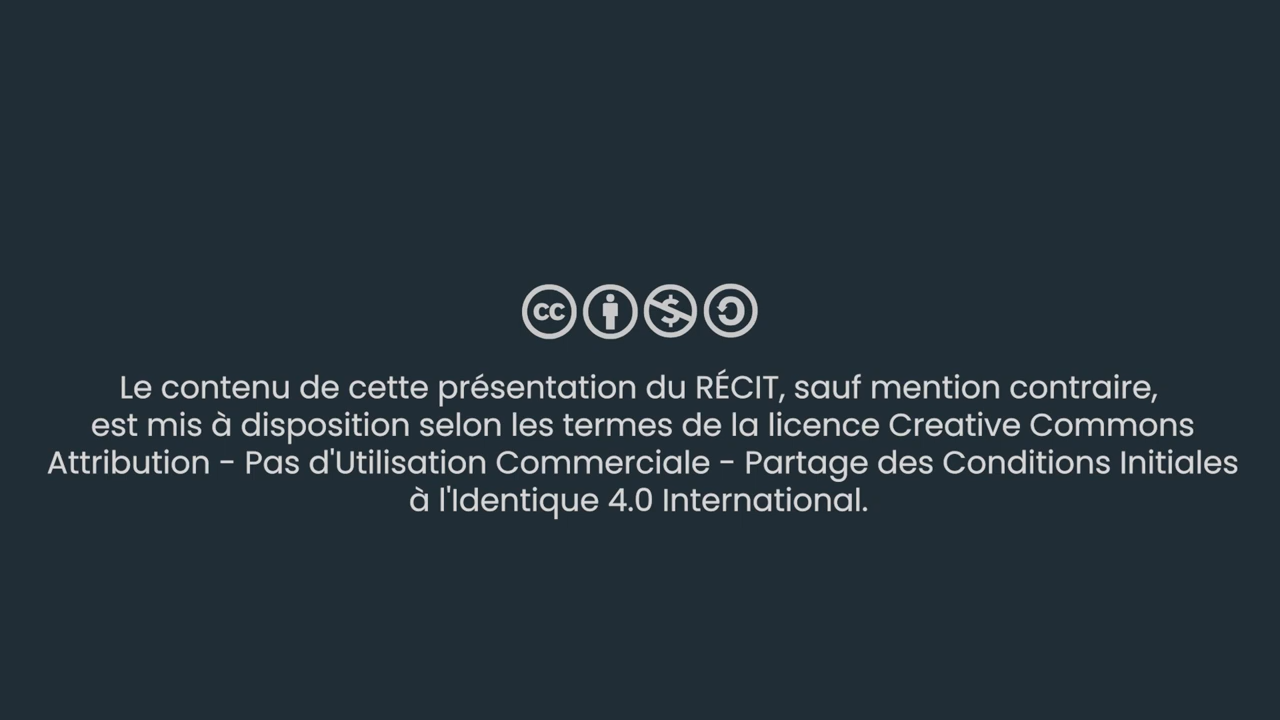 cc
Le contenu de cette présentation du RÉCIT, sauf mention contraire,
est mis à disposition selon les termes de la licence Creative Commons
Attribution - Pas d'Utilisation Commerciale - Partage des Conditions Initiales
à l'Identique 4.0 International.